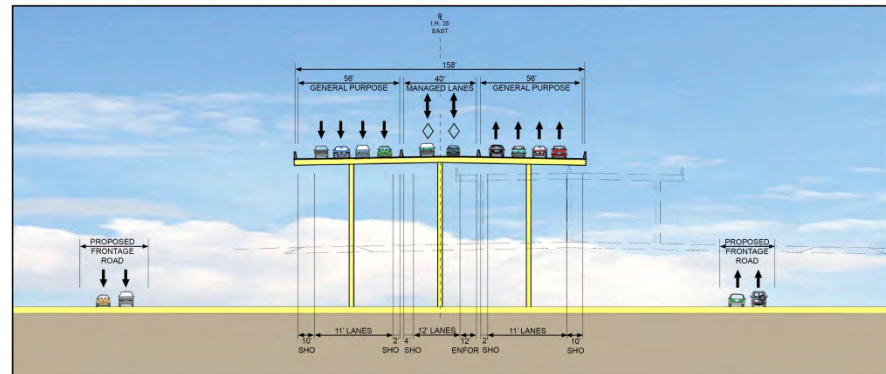 ℄
I.H. 35
EAST
158'
56' 40' 56'
GENERAL PURPOSE MANAGED LANES GENERAL PURPOSE
PROPOSED
FRONTAGE
ROAD
PROPOSED
FRONTAGE
ROAD
10' 11' LANES 2' 4' 12' LANES 12' 2' 11' LANES 10'
SHO SHO SHO ENFOR SHO SHO